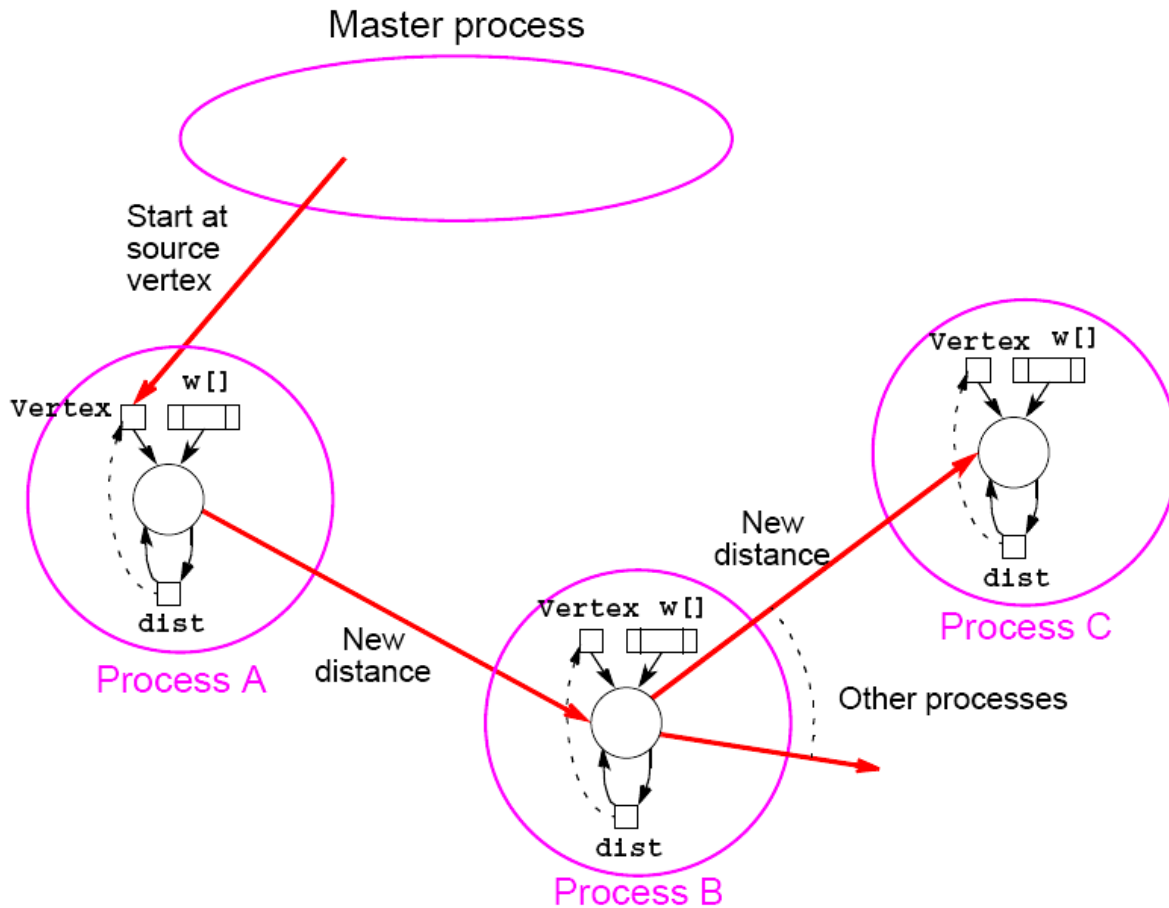 Master process
Start at
source
vertex
Vertex w[]
dist
Process A
New
distance
Vertex w[]
dist
Process B
New
distance
Vertex w[]
dist
Process C
Other processes